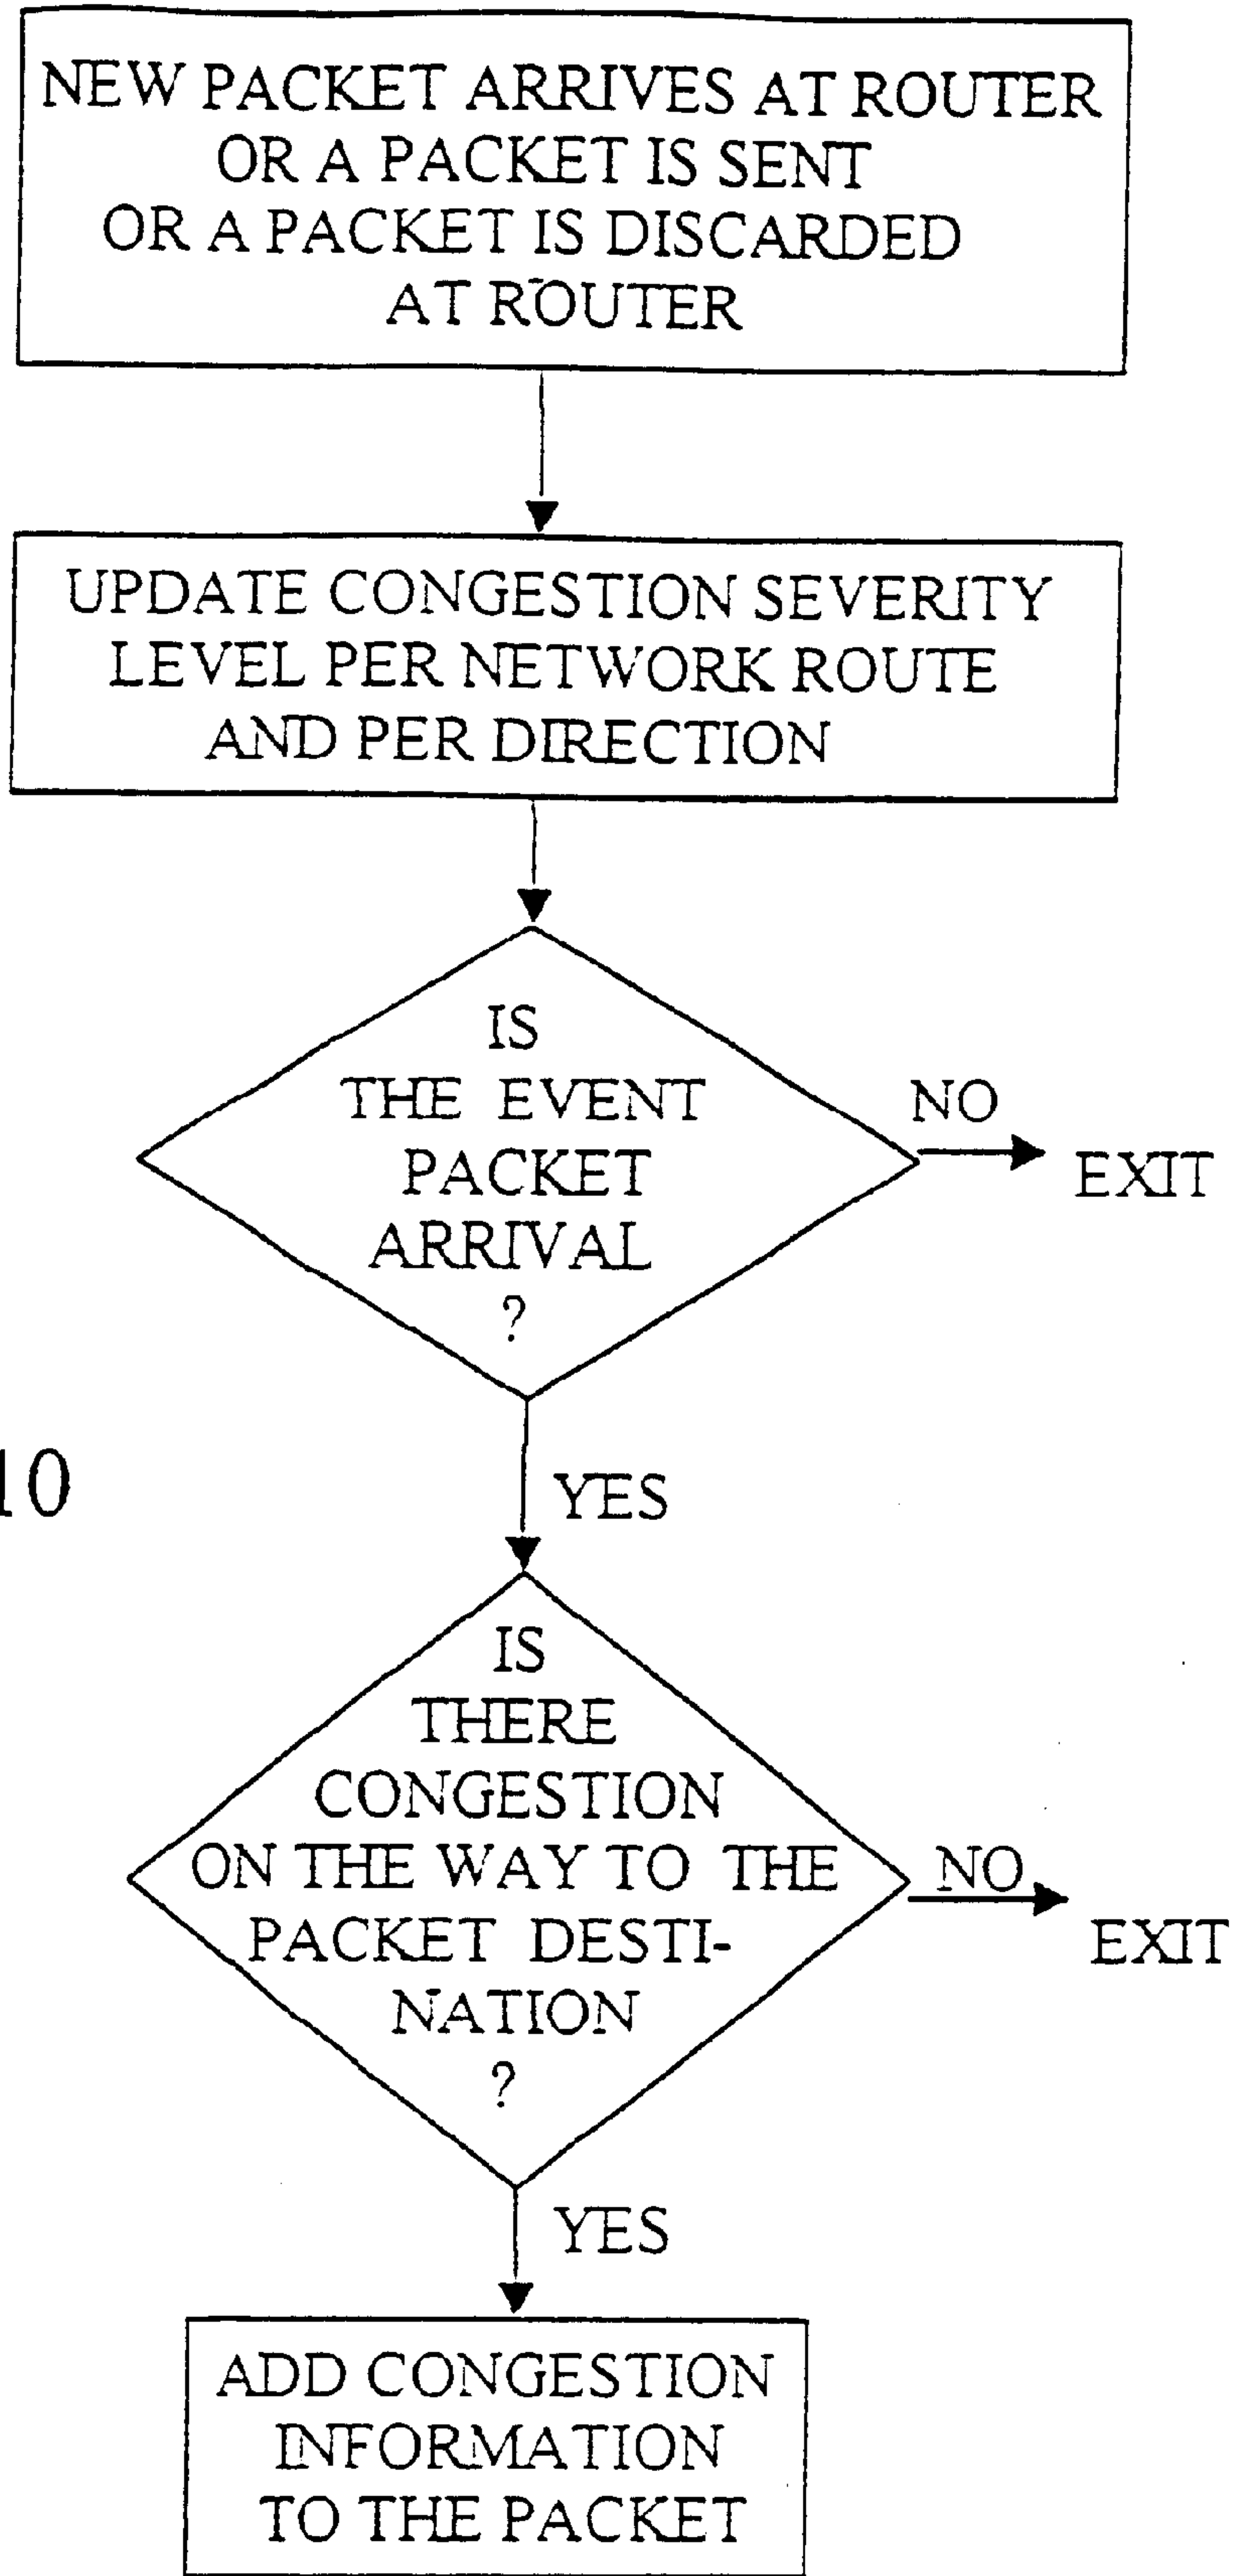 NEW PACKET ARRIVES AT ROUTER
OR A PACKET IS SENT
OR A PACKET IS DISCARDED
AT ROUTER
UPDATE CONGESTION SEVERITY
LEVEL PER NETWORK ROUTE
AND PER DIRECTION
IS
THE EVENT
PACKET
ARRIVAL
?
NO
EXIT
YES
10
IS
THERE
CONGESTION
ON THE WAY TO THE
PACKET DESTI-
NATION
?
NO
EXIT
YES
ADD CONGESTION
INFORMATION
TO THE PACKET